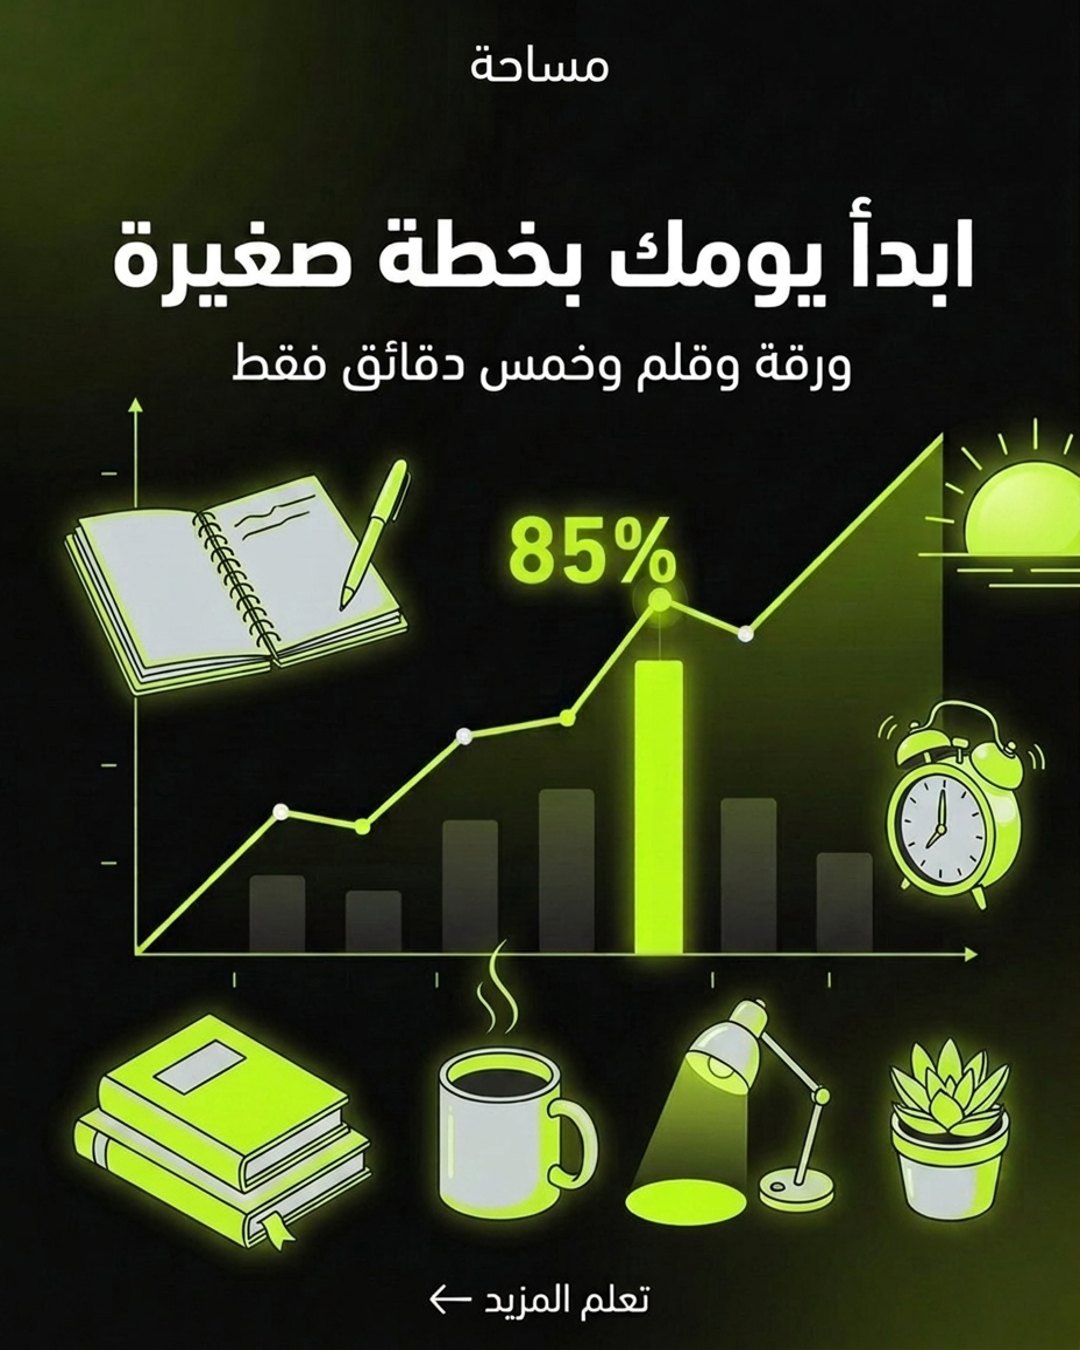 مساحة
ابدأ يومك بخطة صغيرة
ورقة وقلم وخمس دقائق فقط
85%
تعلم المزيد ←